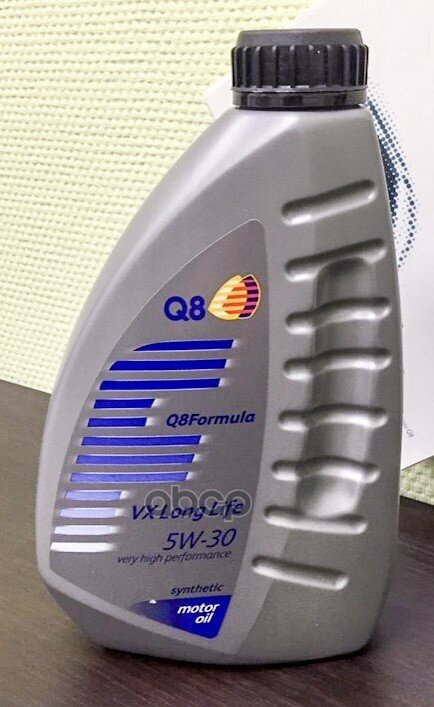 Q8
Q8Formula
VX Long Life
5W-30
very high performance
synthetic
motor
oil